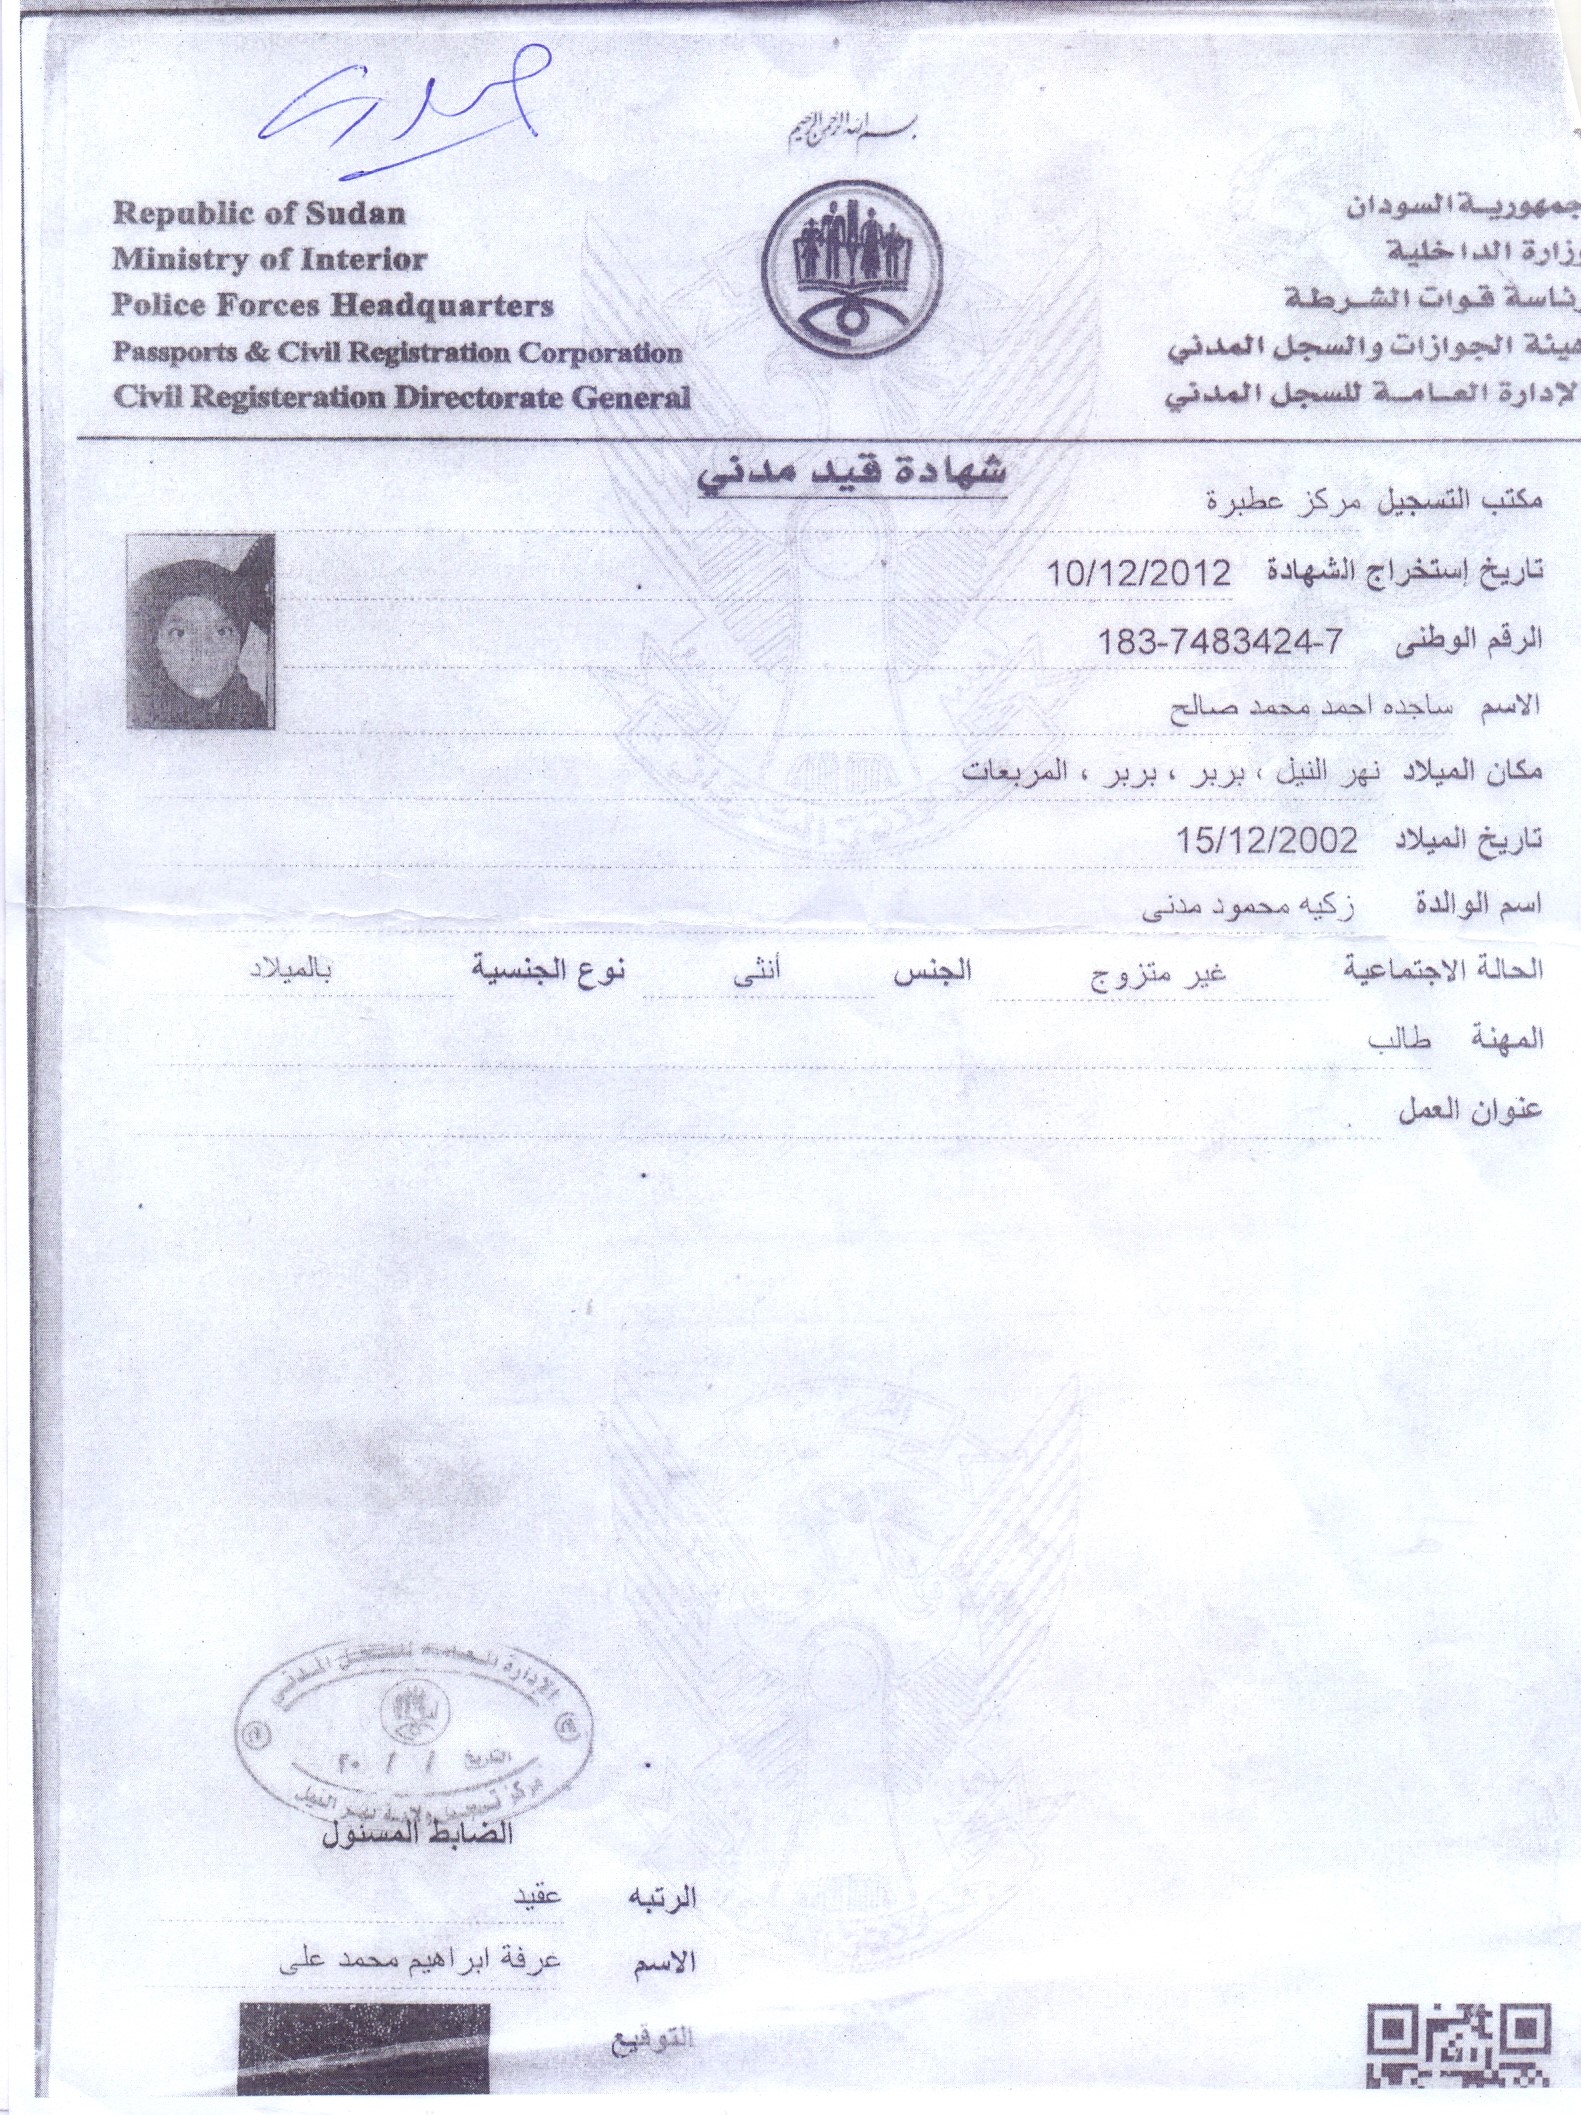 بسم الله الرحمن الرحيم
Republic of Sudan
Ministry of Interior
Police Forces Headquarters
Passports & Civil Registration Corporation
Civil Registeration Directorate General
جمهورية السودان
وزارة الداخلية
رئاسة قوات الشرطة
هيئة الجوازات والسجل المدني
الإدارة العامة للسجل المدني
شهادة قيد مدني
مكتب التسجيل مركز عطبرة
تاريخ إستخراج الشهادة 10/12/2012
الرقم الوطنى 183-7483424-7
الاسم ساجده احمد محمد صالح
مكان الميلاد نهر النيل ، بربر ، بربر ، المربعات
تاريخ الميلاد 15/12/2002
اسم الوالدة زكيه محمود مدنى
الحالة الاجتماعية غير متزوج الجنس أنثى نوع الجنسية بالميلاد
المهنة طالب
عنوان العمل
الإدارة العامة للسجل المدني
التاريخ / / ٢٠
مركز تسجيل ولاية نهر النيل
الضابط المسئول
الرتبه عقيد
الاسم عرفة ابراهيم محمد على
التوقيع